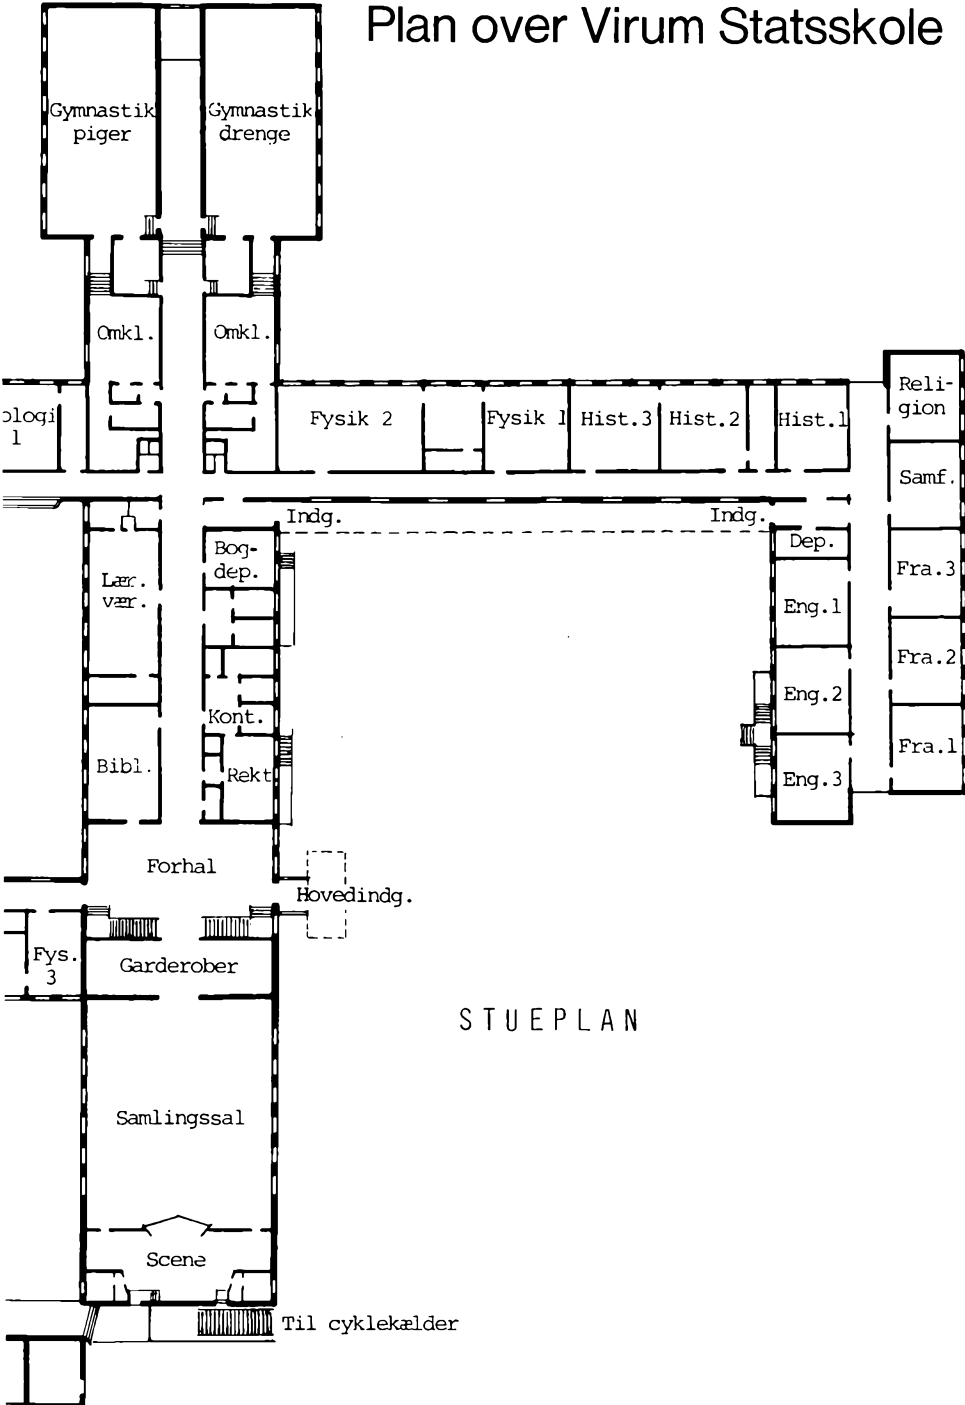 Plan over Virum Statsskole
Gymnastik
piger
Gymnastik
drenge
Omkl.
Omkl.
ologi
1
Fysik 2
Fysik 1
Hist.3
Hist.2
Hist.1
Reli-
gion
Samf.
Indg.
Indg.
Bog-
dep.
Dep.
Lær.
vær.
Fra.3
Eng.1
Fra.2
Eng.2
Kont.
Fra.1
Bibl.
Rekt
Eng.3
Forhal
Hovedindg.
Fys.
3
Garderober
STUEPLAN
Samlingssal
Scene
Til cyklekælder